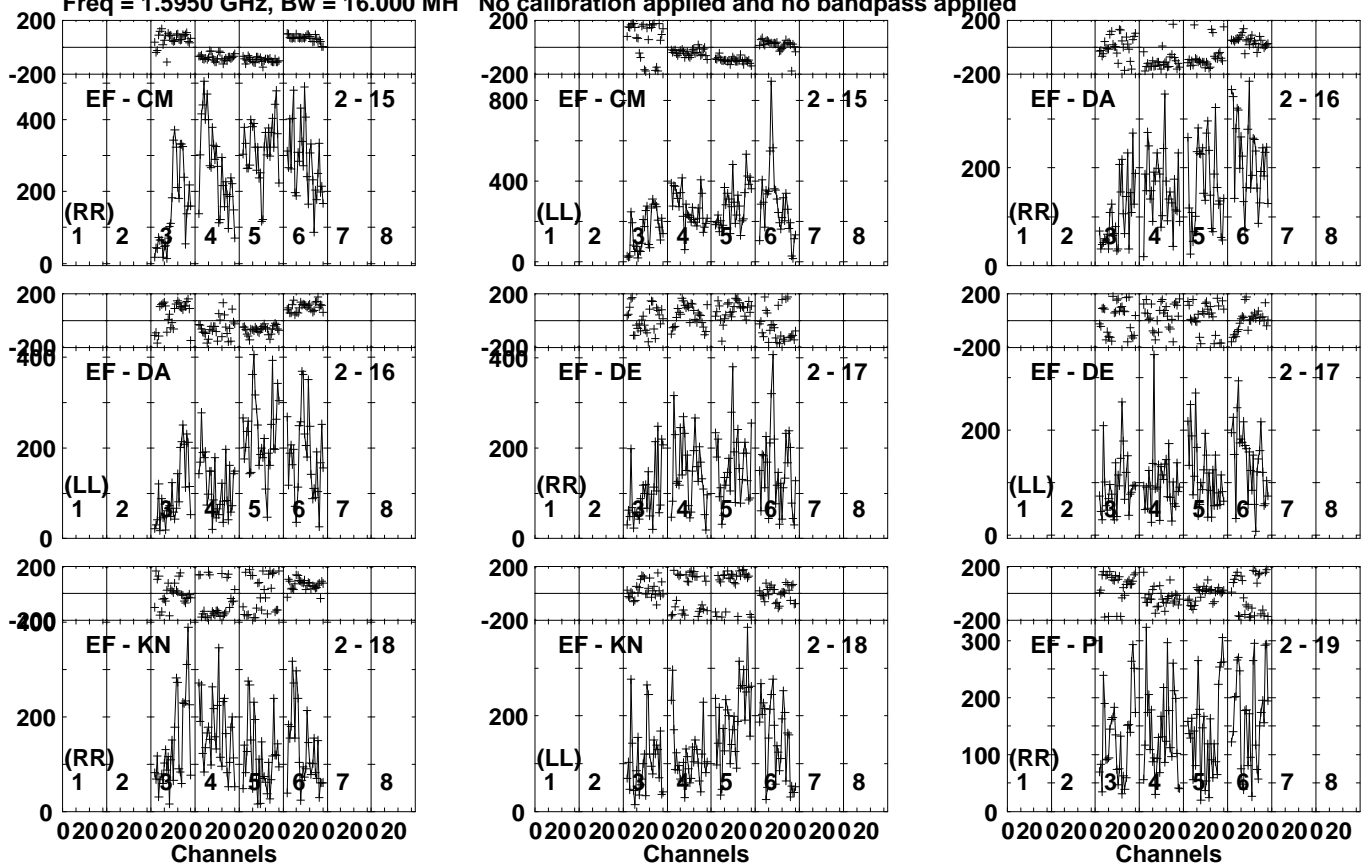 Freq = 1.5950 GHz, Bw = 16.000 MH No calibration applied and no bandpass applied
200
-200
EF - CM 2 - 15
400
200
0
(RR)
1 2 3 4 5 6 7 8
EF - CM 2 - 15
800
400
0
(LL)
1 2 3 4 5 6 7 8
200
-200
EF - DA 2 - 16
200
0
(RR)
1 2 3 4 5 6 7 8
200
-200
400
EF - DA 2 - 16
200
0
(LL)
1 2 3 4 5 6 7 8
200
-200
400
EF - DE 2 - 17
200
0
(RR)
1 2 3 4 5 6 7 8
200
-200
EF - DE 2 - 17
200
0
(LL)
1 2 3 4 5 6 7 8
200
-200
400
EF - KN 2 - 18
200
0
(RR)
1 2 3 4 5 6 7 8
0 20 0 20 0 20 0 20 0 20 0 20 0 20 0 20
Channels
200
-200
EF - KN 2 - 18
200
0
(LL)
1 2 3 4 5 6 7 8
0 20 0 20 0 20 0 20 0 20 0 20 0 20 0 20
Channels
200
-200
300
EF - PI 2 - 19
200
100
0
(RR)
1 2 3 4 5 6 7 8
0 20 0 20 0 20 0 20 0 20 0 20 0 20 0 20
Channels